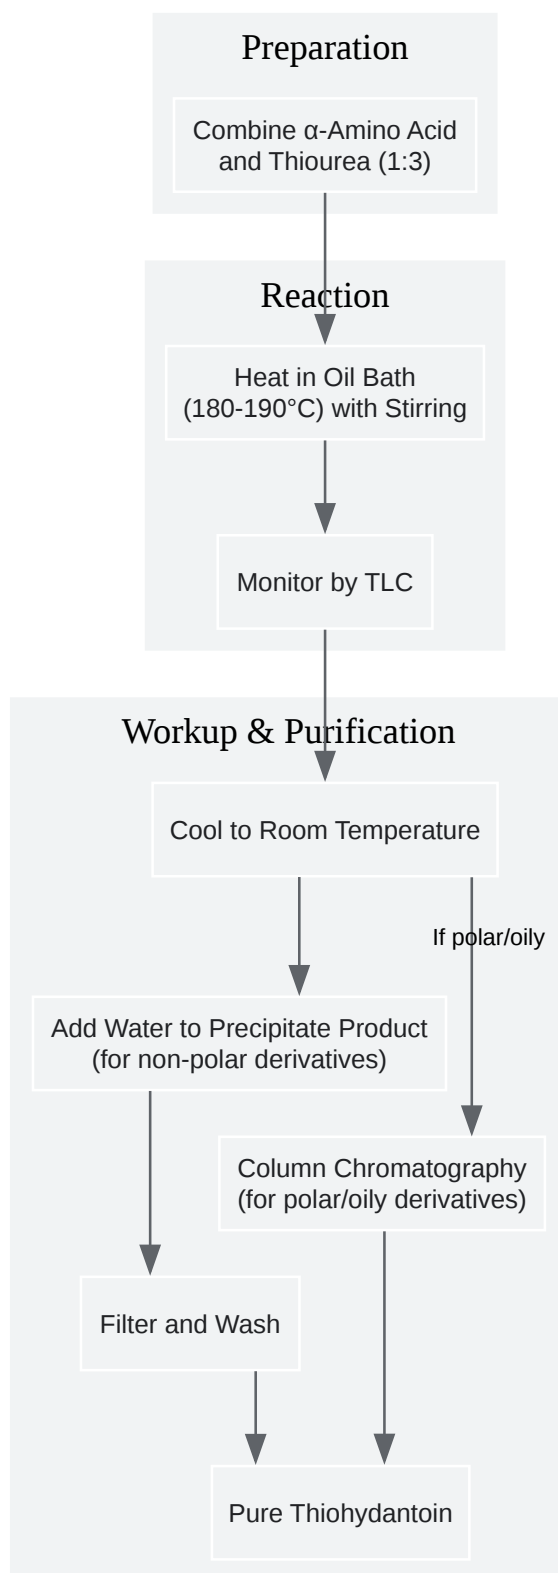 Preparation
Combine α-Amino Acid
and Thiourea (1:3)
Reaction
Heat in Oil Bath
(180-190°C) with Stirring
Monitor by TLC
Workup & Purification
Cool to Room Temperature
If polar/oily
Add Water to Precipitate Product
(for non-polar derivatives)
Column Chromatography
(for polar/oily derivatives)
Filter and Wash
Pure Thiohydantoin